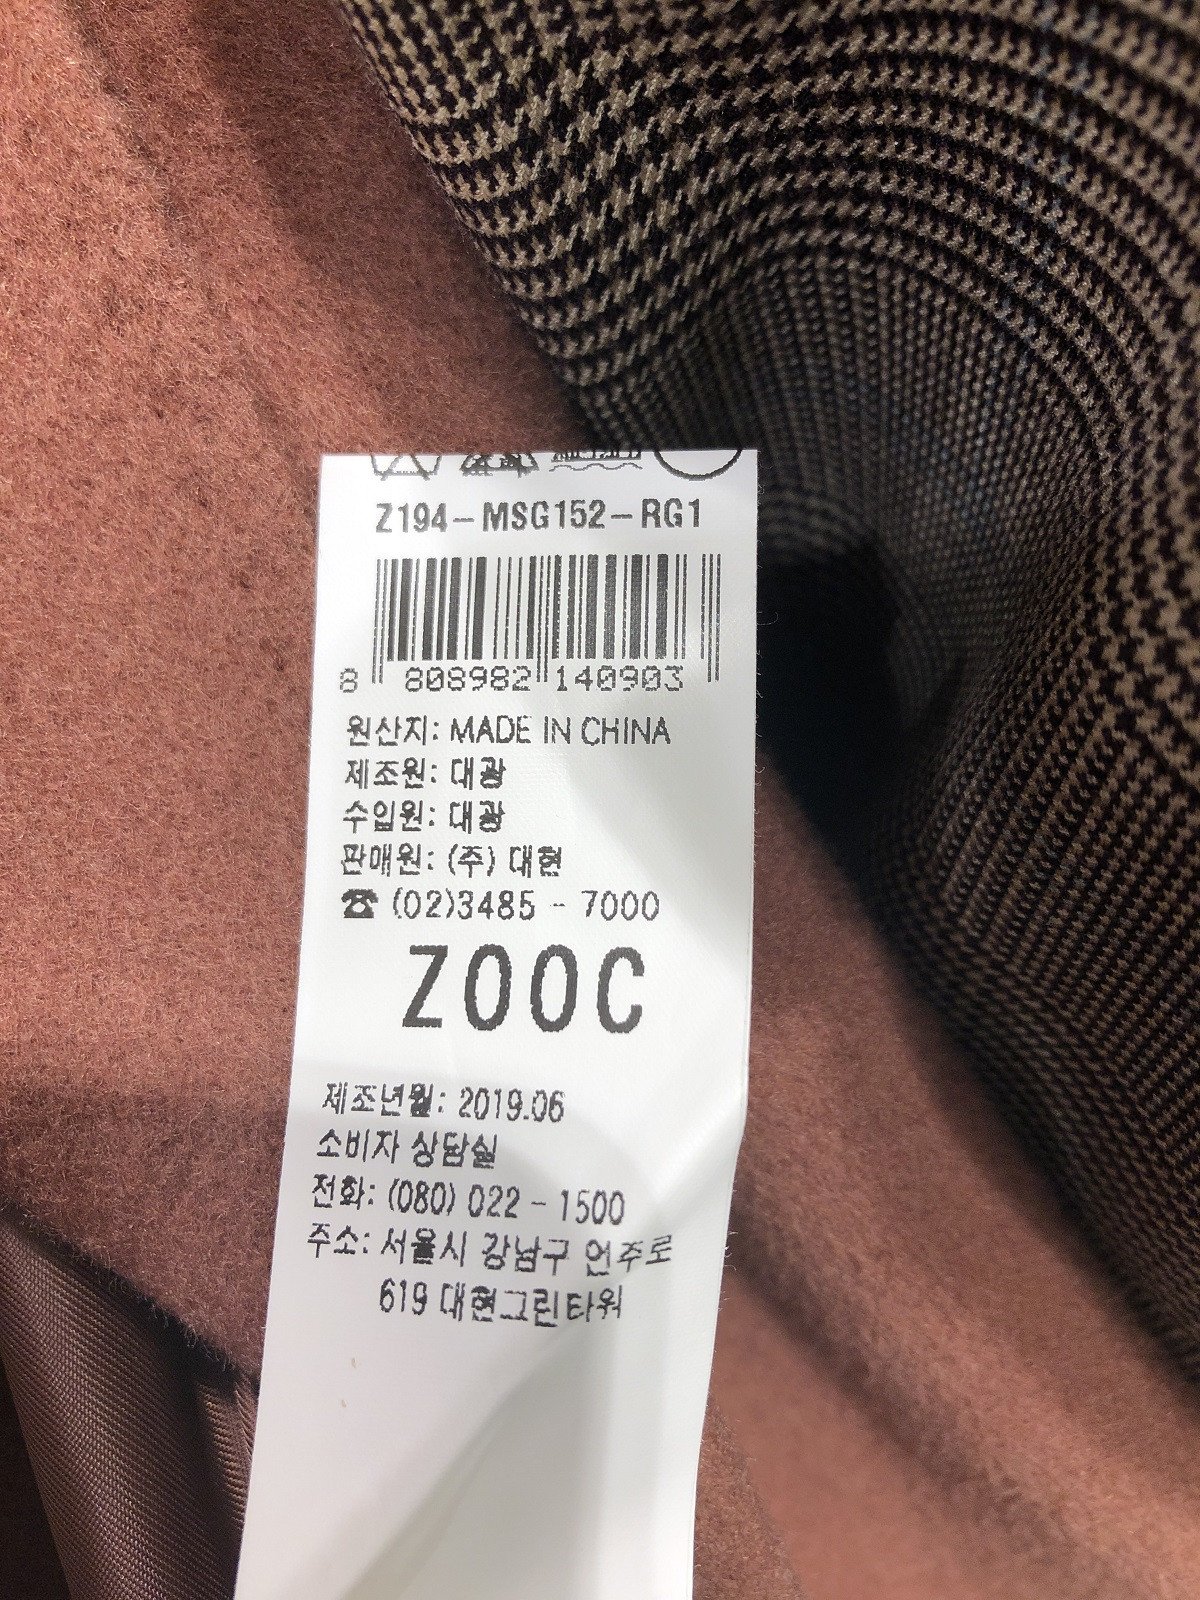 Z194-MSG152-RG1
8 808982 140903
원산지: MADE IN CHINA
제조원: 대광
수입원: 대광
판매원: (주) 대현
☎ (02)3485 - 7000
ZOOC
제조년월: 2019.06
소비자 상담실
전화: (080) 022 - 1500
주소: 서울시 강남구 언주로
619 대현그린타워